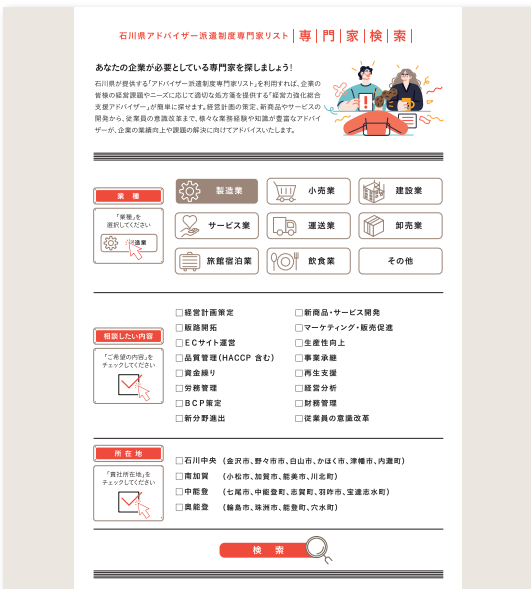 石川県アドバイザー派遣制度専門家リスト 専門家検索
あなたの企業が必要としている専門家を探しましょう!
石川県が提供する「アドバイザー派遣制度専門家リスト」を利用すれば、企業の
皆様の経営課題やニーズに応じて適切な処方箋を提供する「経営力強化総合
支援アドバイザー」が簡単に探せます。経営計画の策定、新商品やサービスの
開発から、従業員の意識改革まで、様々な業務経験や知識が豊富なアドバイ
ザーが、企業の業績向上や課題の解決に向けてアドバイスいたします。
業種
「業種」を
選択してください
製造業
製造業 小売業 建設業
サービス業 運送業 卸売業
旅館宿泊業 飲食業 その他
相談したい内容
「ご希望の内容」を
チェックしてください
経営計画策定 新商品・サービス開発
販路開拓 マーケティング・販売促進
ECサイト運営 生産性向上
品質管理(HACCP 含む) 事業承継
資金繰り 再生支援
労務管理 経営分析
BCP策定 財務管理
新分野進出 従業員の意識改革
所在地
「貴社所在地」を
チェックしてください
石川中央 (金沢市、野々市市、白山市、かほく市、津幡市、内灘町)
南加賀 (小松市、加賀市、能美市、川北町)
中能登 (七尾市、中能登町、志賀町、羽咋市、宝達志水町)
奥能登 (輪島市、珠洲市、能登町、穴水町)
検索